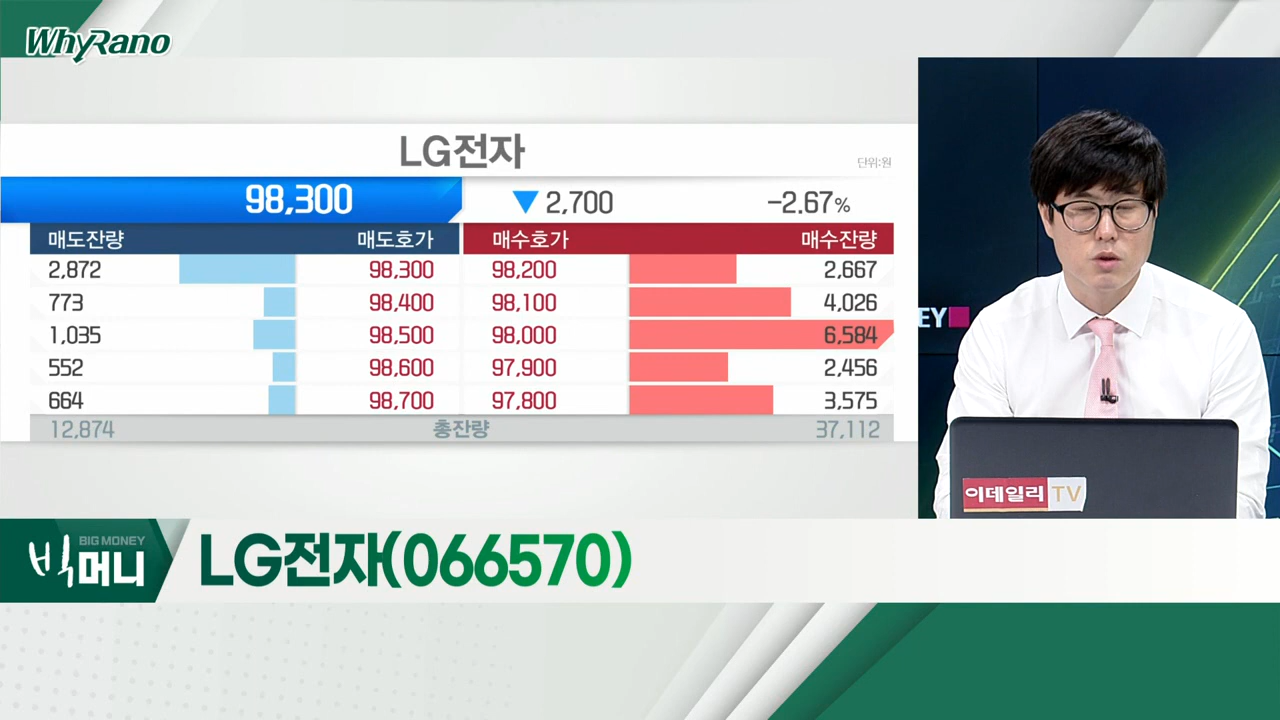 WhyRano
LG전자
단위:원
98,300 ▼ 2,700 -2.67%
매도잔량 매도호가 매수호가 매수잔량
2,872 98,300 98,200 2,667
773 98,400 98,100 4,026
1,035 98,500 98,000 6,584
552 98,600 97,900 2,456
664 98,700 97,800 3,575
12,874 총잔량 37,112
EY
이데일리 TV
BIG MONEY
빅머니
LG전자(066570)